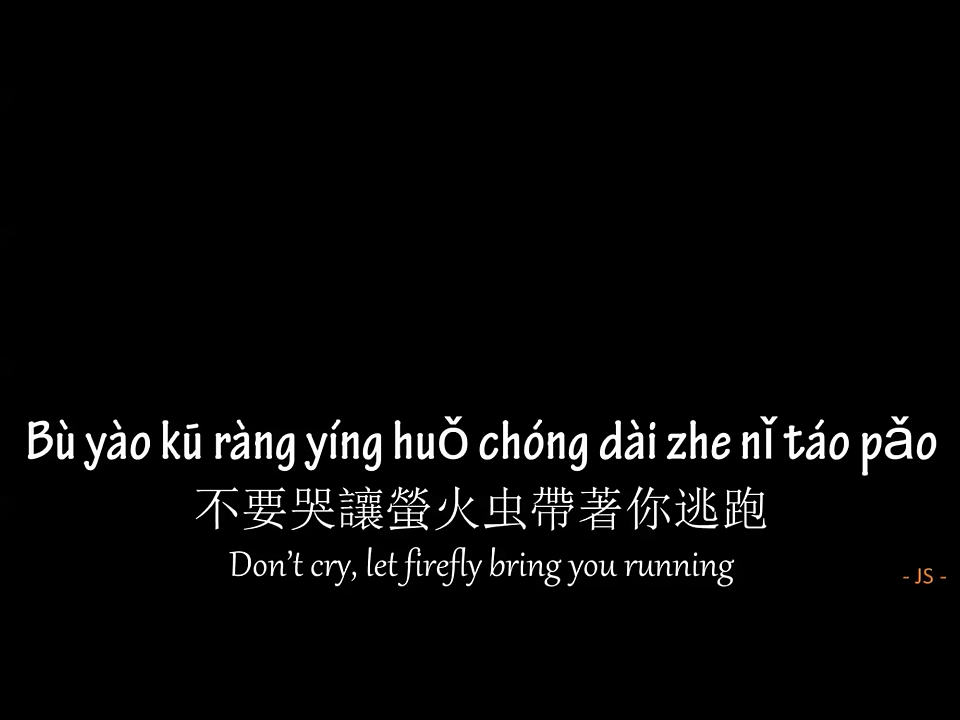 Bù yào kū ràng yíng huǒ chóng dài zhe nǐ táo pǎo
不要哭讓螢火虫帶著你逃跑
Don't cry, let firefly bring you running
- JS -